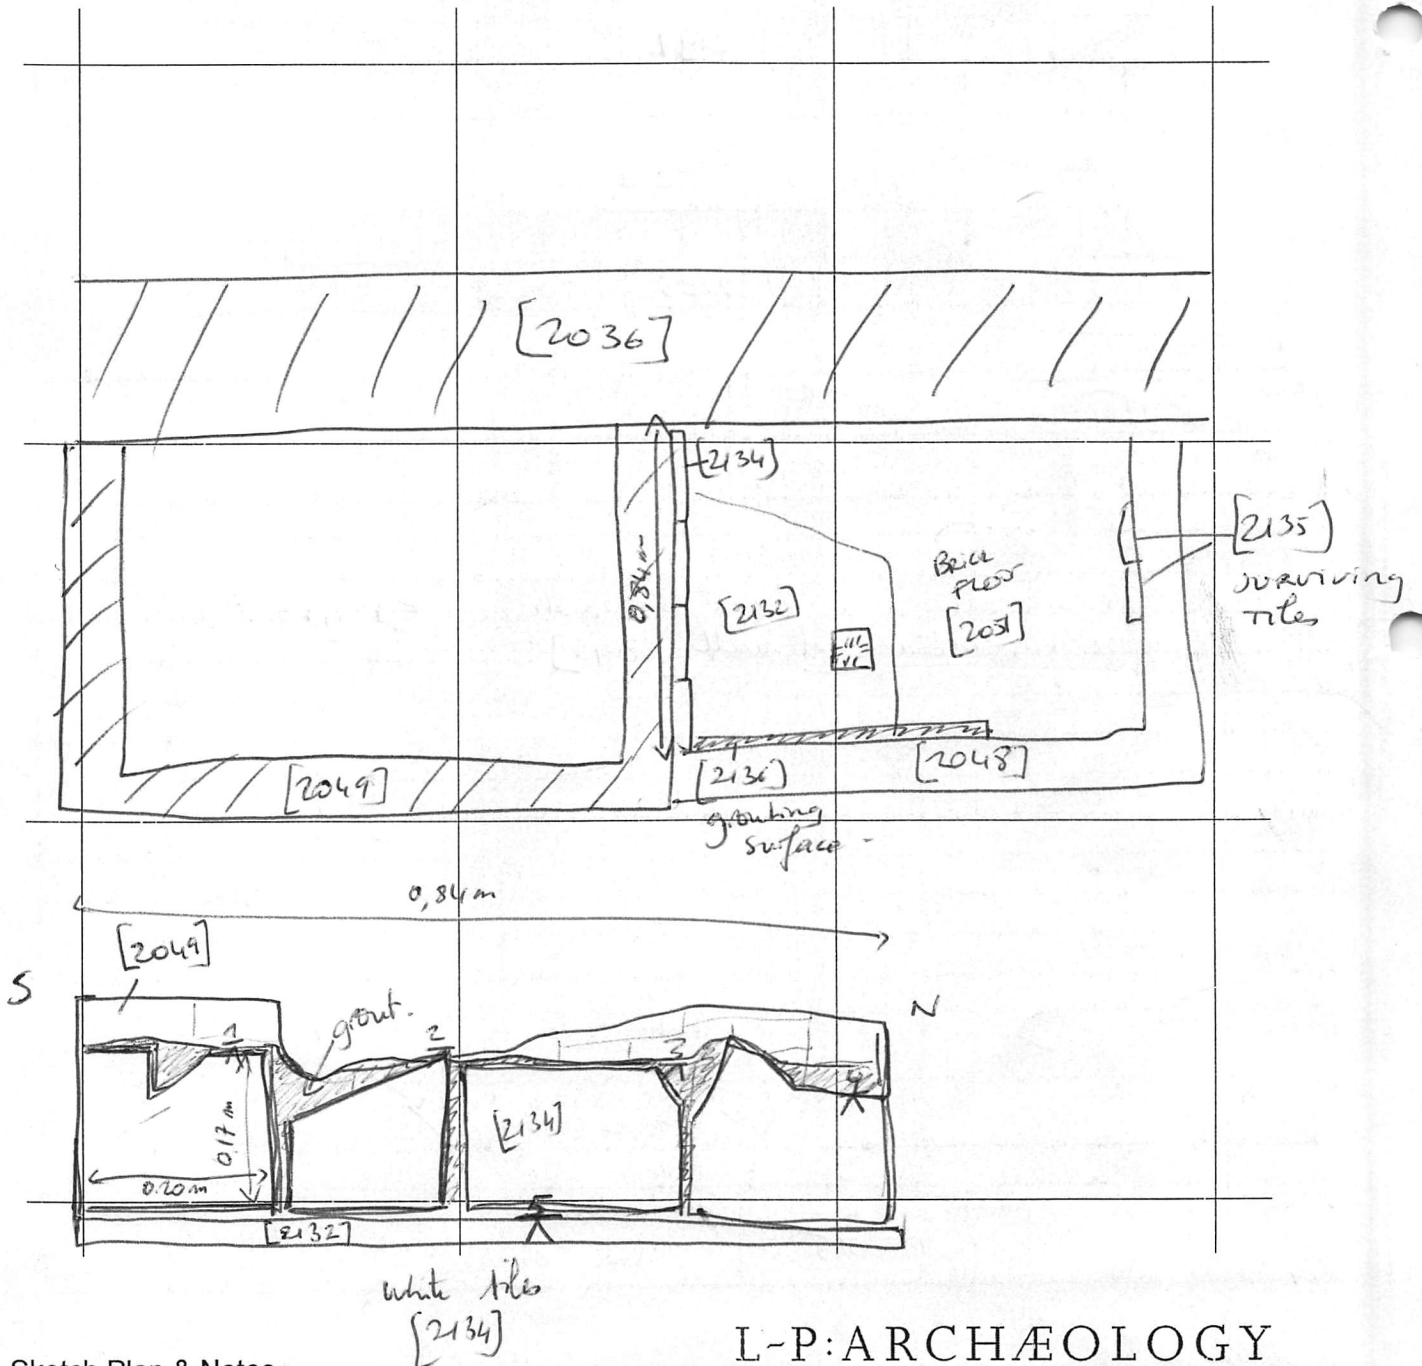 [2036]
[2134]
0,84m
[2135]
surviving
Tiles
Brick
floor
[2051]
[2132]
[2049]
[2136]
[2048]
grouting
surface
0,84m
[2049]
S
N
grout.
1
2
3
4
0.17m
[2134]
0.20m
5
[2132]
white tiles
[2134]
L~P:ARCHÆOLOGY
Sketch Plan & Notes